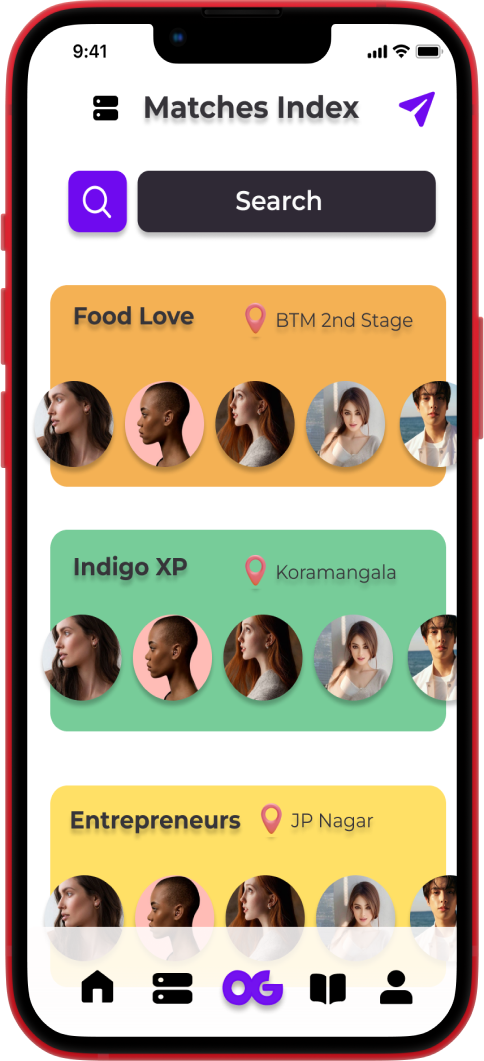 9:41
Matches Index
Search
Food Love
BTM 2nd Stage
Indigo XP
Koramangala
Entrepreneurs
JP Nagar
OG